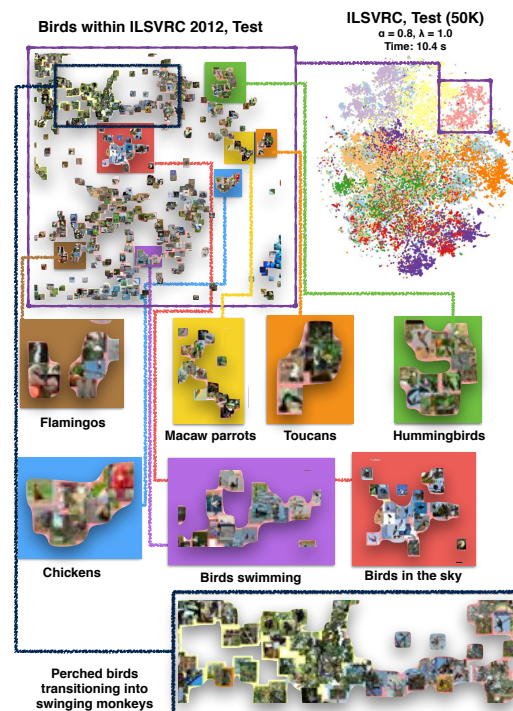 Birds within ILSVRC 2012, Test
ILSVRC, Test (50K)
α = 0.8, λ = 1.0
Time: 10.4 s
Flamingos
Macaw parrots
Toucans
Hummingbirds
Chickens
Birds swimming
Birds in the sky
Perched birds
transitioning into
swinging monkeys